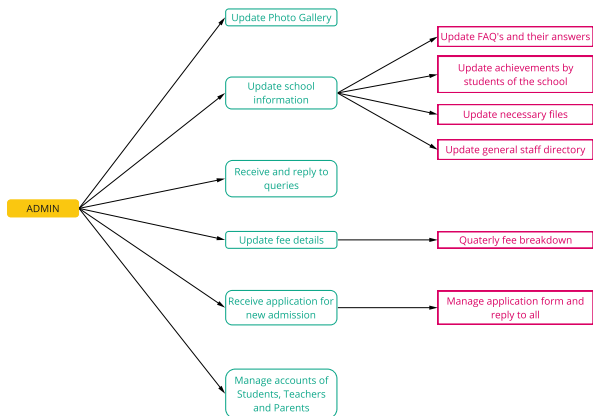 Update Photo Gallery
Update FAQ's and their answers
Update school
information
Update achievements by
students of the school
Update necessary files
Update general staff directory
Receive and reply to
queries
ADMIN
Update fee details
Quaterly fee breakdown
Receive application for
new admission
Manage application form and
reply to all
Manage accounts of
Students, Teachers
and Parents